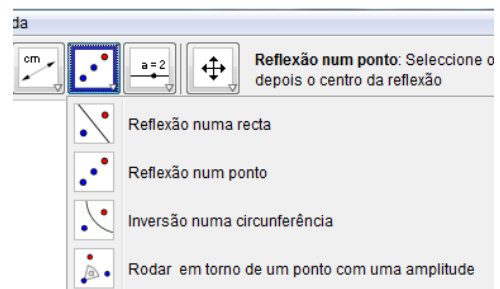 da
cm
a = 2
Reflexão num ponto: Seleccione o
depois o centro da reflexão
Reflexão numa recta
Reflexão num ponto
Inversão numa circunferência
α
Rodar em torno de um ponto com uma amplitude